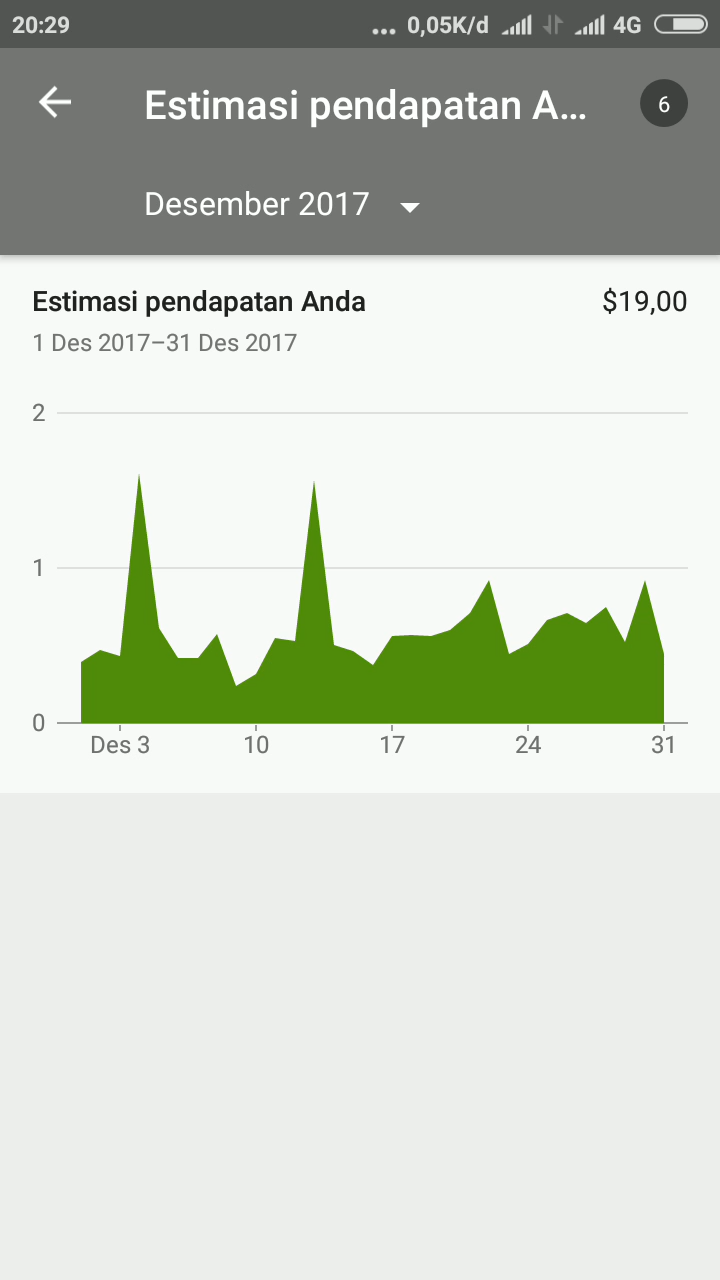 20:29 ... 0,05K/d 4G
Estimasi pendapatan A... 6
Desember 2017
Estimasi pendapatan Anda $19,00
1 Des 2017–31 Des 2017
2
1
0
Des 3 10 17 24 31